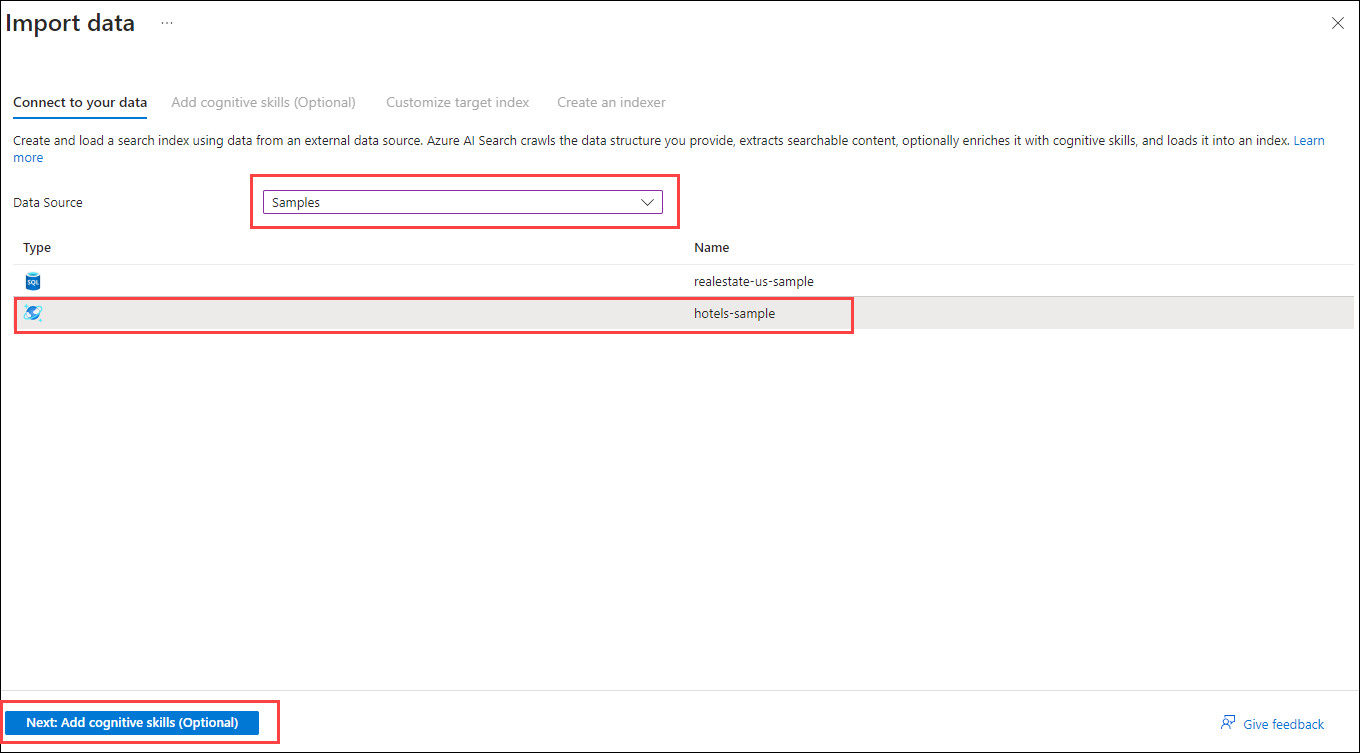 Import data ...
Connect to your data Add cognitive skills (Optional) Customize target index Create an indexer
Create and load a search index using data from an external data source. Azure AI Search crawls the data structure you provide, extracts searchable content, optionally enriches it with cognitive skills, and loads it into an index. Learn
more
Data Source Samples
Type Name
SQL realestate-us-sample
hotels-sample
Next: Add cognitive skills (Optional) Give feedback